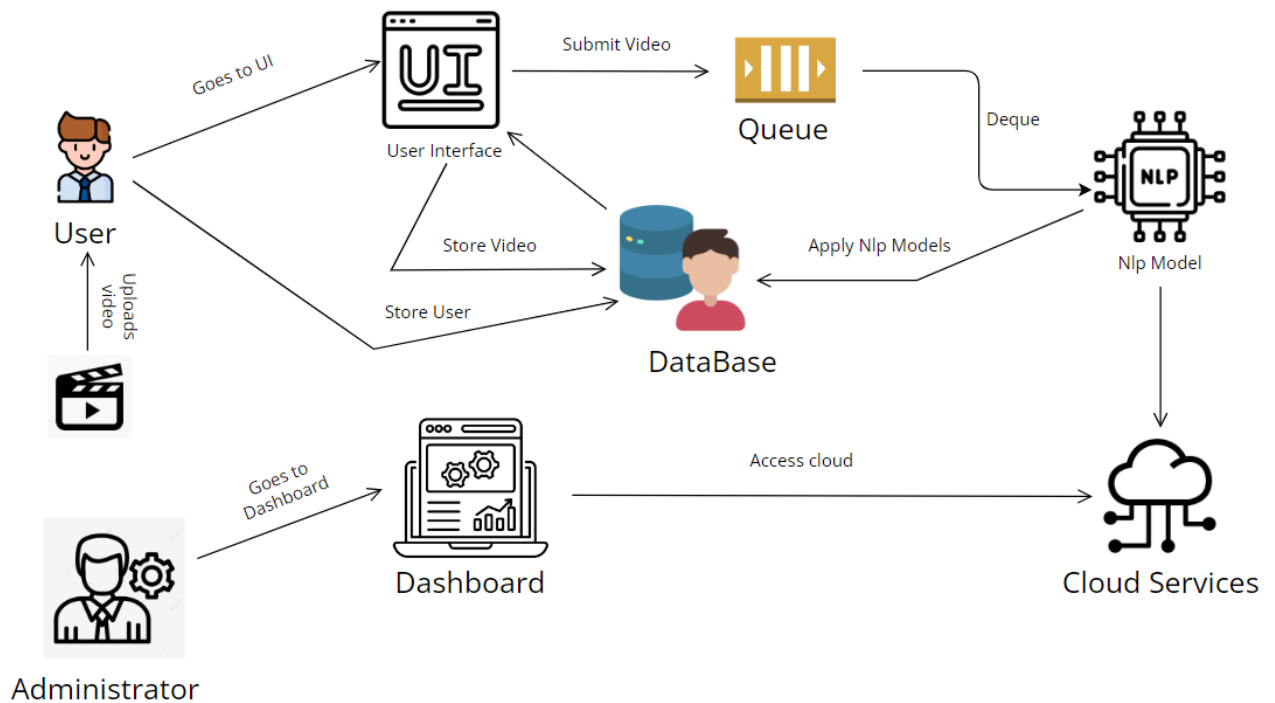 Goes to UI
UI
User Interface
Submit Video
Queue
Deque
NLP
Nlp Model
User
Uploads
video
Store Video
Store User
Apply Nlp Models
DataBase
Goes to
Dashboard
Dashboard
Access cloud
Cloud Services
Administrator